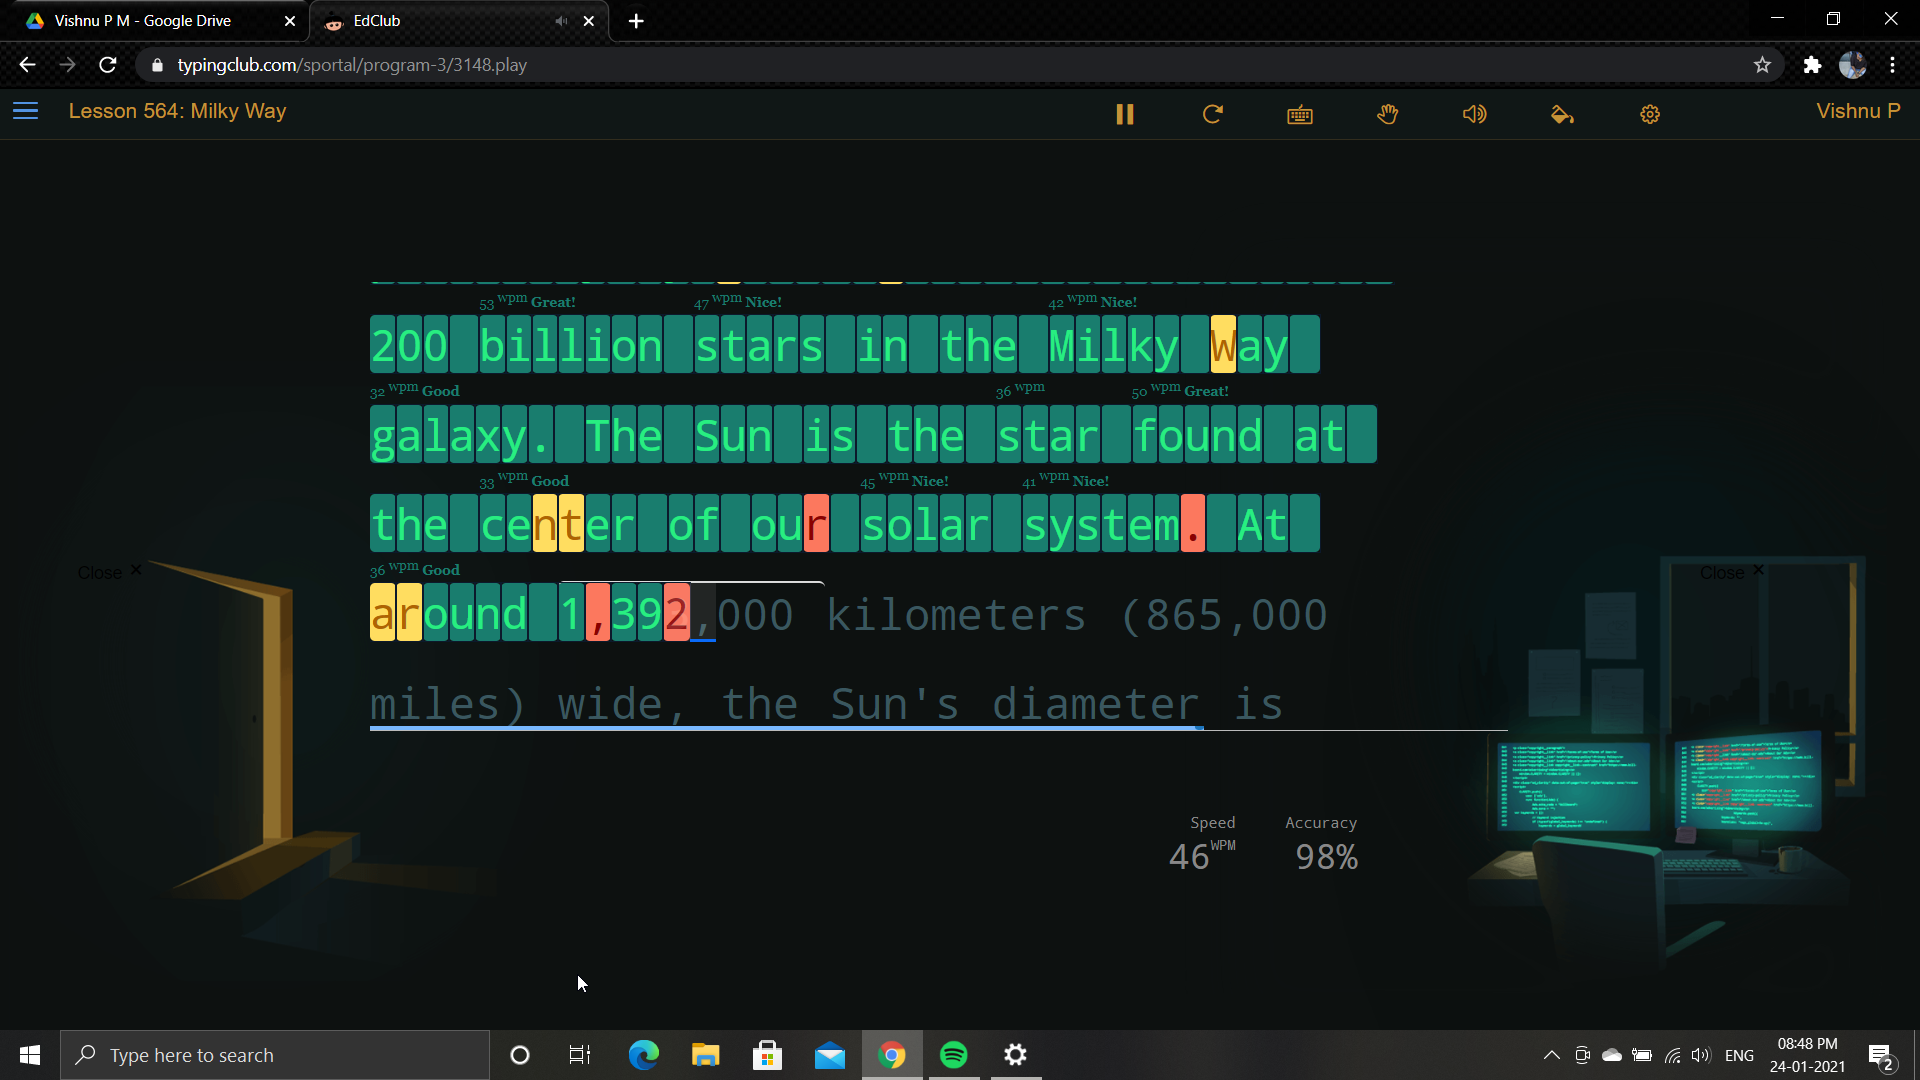 Vishnu P M - Google Drive
EdClub
typingclub.com/sportal/program-3/3148.play
Lesson 564: Milky Way
Vishnu P
53 wpm Great! 47 wpm Nice! 42 wpm Nice!
200 billion stars in the Milky Way
32 wpm Good 36 wpm 50 wpm Great!
galaxy. The Sun is the star found at
33 wpm Good 45 wpm Nice! 41 wpm Nice!
the center of our solar system. At
36 wpm Good
Close
Close
around 1,392,000 kilometers (865,000
miles) wide, the Sun's diameter is
Speed Accuracy
46 WPM 98%
Type here to search
ENG
08:48 PM
24-01-2021
2